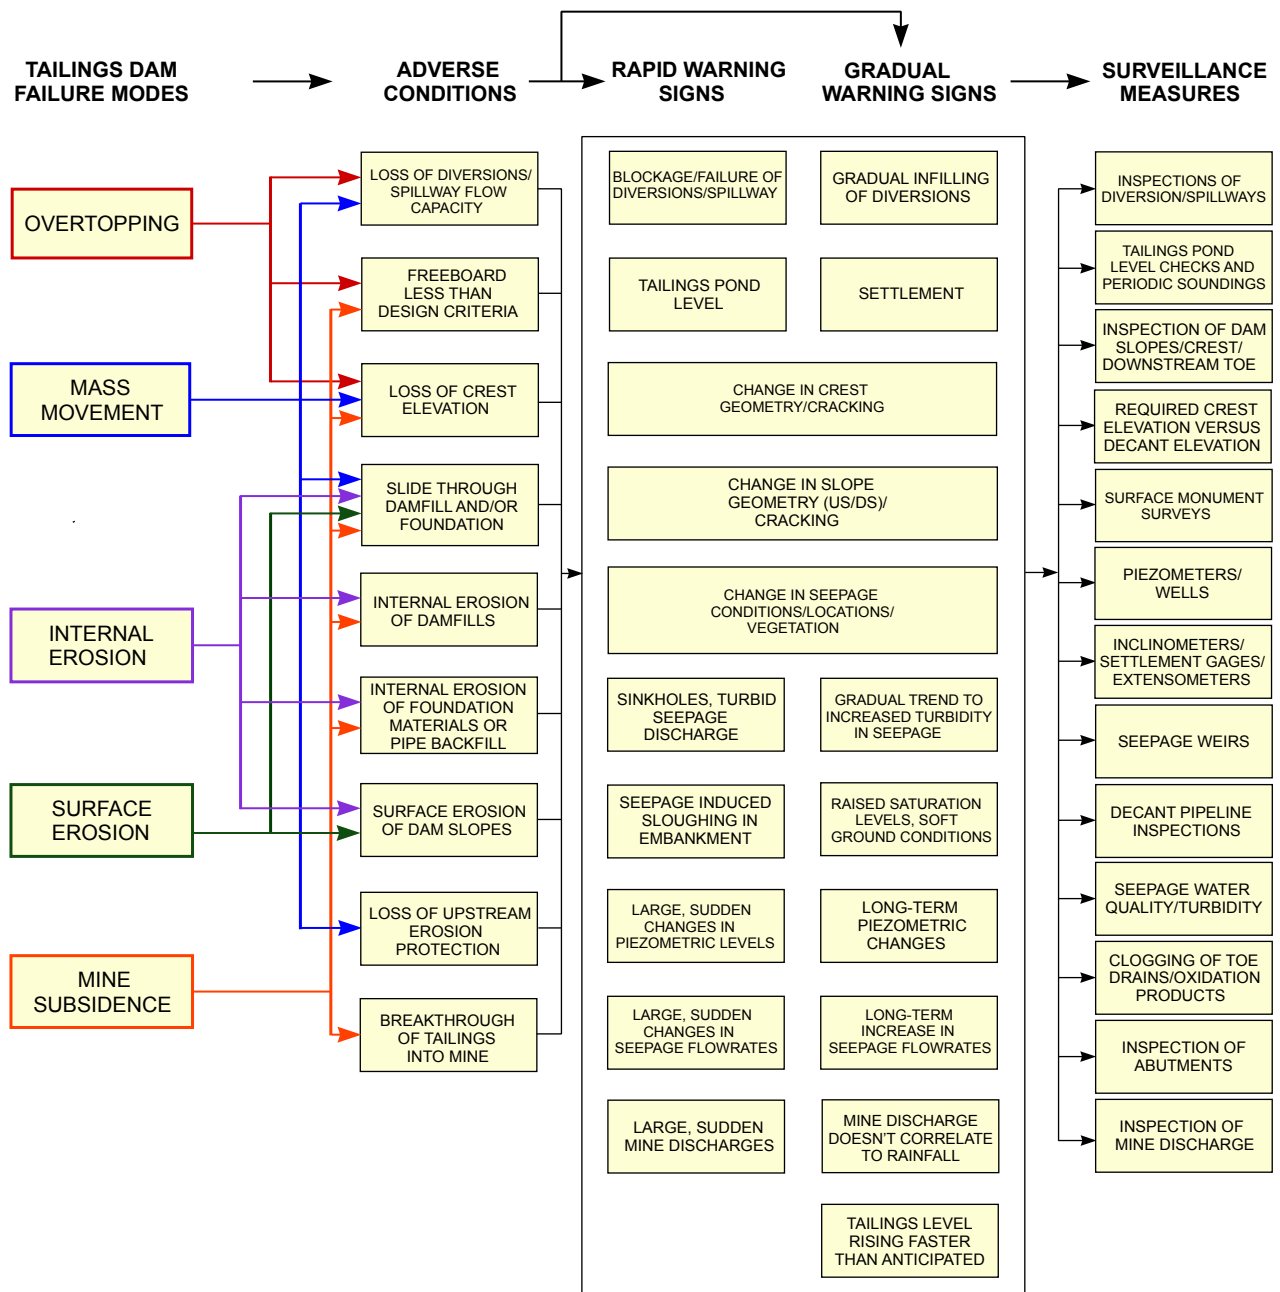 TAILINGS DAM
FAILURE MODES
ADVERSE
CONDITIONS
RAPID WARNING
SIGNS
GRADUAL
WARNING SIGNS
SURVEILLANCE
MEASURES
OVERTOPPING
MASS
MOVEMENT
INTERNAL
EROSION
SURFACE
EROSION
MINE
SUBSIDENCE
LOSS OF DIVERSIONS/
SPILLWAY FLOW
CAPACITY
FREEBOARD
LESS THAN
DESIGN CRITERIA
LOSS OF CREST
ELEVATION
SLIDE THROUGH
DAMFILL AND/OR
FOUNDATION
INTERNAL EROSION
OF DAMFILLS
INTERNAL EROSION
OF FOUNDATION
MATERIALS OR
PIPE BACKFILL
SURFACE EROSION
OF DAM SLOPES
LOSS OF UPSTREAM
EROSION
PROTECTION
BREAKTHROUGH
OF TAILINGS
INTO MINE
BLOCKAGE/FAILURE OF
DIVERSIONS/SPILLWAY
GRADUAL INFILLING
OF DIVERSIONS
TAILINGS POND
LEVEL
SETTLEMENT
CHANGE IN CREST
GEOMETRY/CRACKING
CHANGE IN SLOPE
GEOMETRY (US/DS)/
CRACKING
CHANGE IN SEEPAGE
CONDITIONS/LOCATIONS/
VEGETATION
SINKHOLES, TURBID
SEEPAGE
DISCHARGE
GRADUAL TREND TO
INCREASED TURBIDITY
IN SEEPAGE
SEEPAGE INDUCED
SLOUGHING IN
EMBANKMENT
RAISED SATURATION
LEVELS, SOFT
GROUND CONDITIONS
LARGE, SUDDEN
CHANGES IN
PIEZOMETRIC LEVELS
LONG-TERM
PIEZOMETRIC
CHANGES
LARGE, SUDDEN
CHANGES IN
SEEPAGE FLOWRATES
LONG-TERM
INCREASE IN
SEEPAGE FLOWRATES
LARGE, SUDDEN
MINE DISCHARGES
MINE DISCHARGE
DOESN'T CORRELATE
TO RAINFALL
TAILINGS LEVEL
RISING FASTER
THAN ANTICIPATED
INSPECTIONS OF
DIVERSION/SPILLWAYS
TAILINGS POND
LEVEL CHECKS AND
PERIODIC SOUNDINGS
INSPECTION OF DAM
SLOPES/CREST/
DOWNSTREAM TOE
REQUIRED CREST
ELEVATION VERSUS
DECANT ELEVATION
SURFACE MONUMENT
SURVEYS
PIEZOMETERS/
WELLS
INCLINOMETERS/
SETTLEMENT GAGES/
EXTENSOMETERS
SEEPAGE WEIRS
DECANT PIPELINE
INSPECTIONS
SEEPAGE WATER
QUALITY/TURBIDITY
CLOGGING OF TOE
DRAINS/OXIDATION
PRODUCTS
INSPECTION OF
ABUTMENTS
INSPECTION OF
MINE DISCHARGE